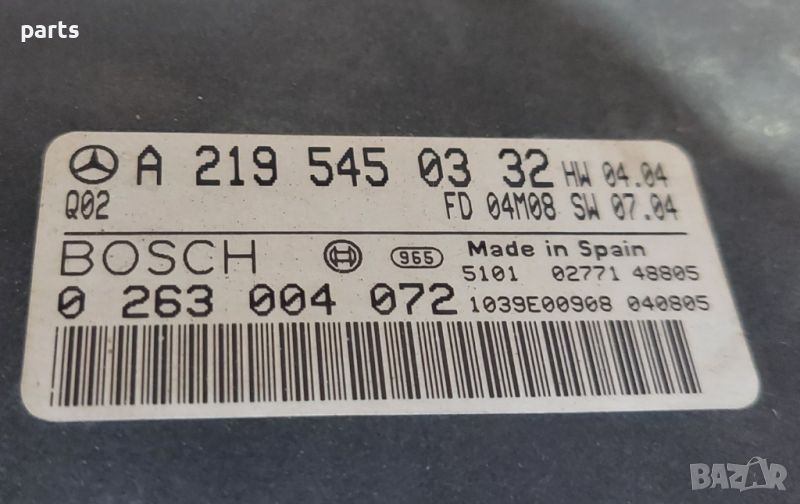 parts
A 219 545 03 32 HW 04.04
Q02 FD 04M08 SW 07.04
BOSCH 965 Made in Spain
5101 02771 48805
0 263 004 072 1039E00908 040805
BAZAR